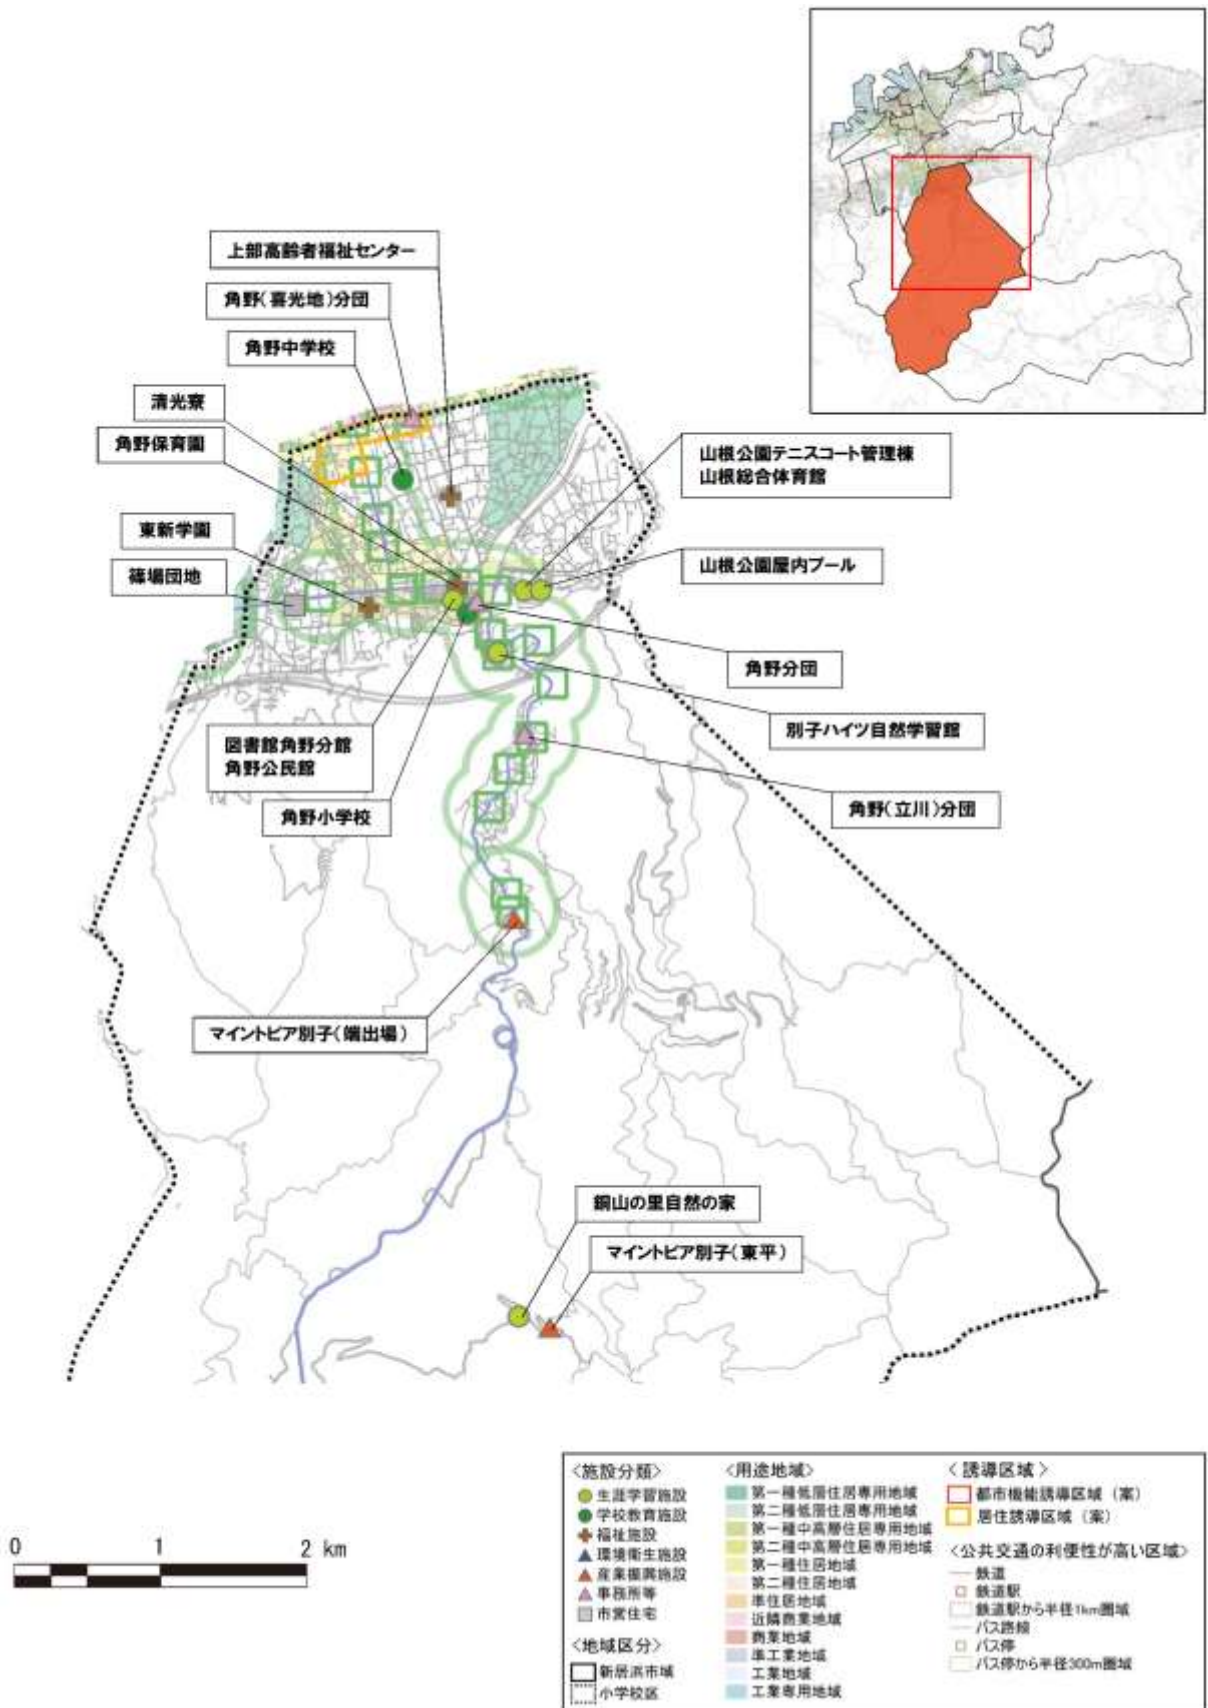 上部高齢者福祉センター
角野(喜光地)分団
角野中学校
清光寮
角野保育園
東新学園
篠場団地
山根公園テニスコート管理棟
山根総合体育館
山根公園屋内プール
角野分団
別子ハイツ自然学習館
図書館角野分館
角野公民館
角野小学校
角野(立川)分団
マイントピア別子(端出場)
銅山の里自然の家
マイントピア別子(東平)
0 1 2 km
〈施設分類〉
生涯学習施設
学校教育施設
福祉施設
環境衛生施設
産業振興施設
事務所等
市営住宅
〈地域区分〉
新居浜市域
小学校区
〈用途地域〉
第一種低層住居専用地域
第二種低層住居専用地域
第一種中高層住居専用地域
第二種中高層住居専用地域
第一種住居地域
第二種住居地域
準住居地域
近隣商業地域
商業地域
準工業地域
工業地域
工業専用地域
〈誘導区域〉
都市機能誘導区域(案)
居住誘導区域(案)
〈公共交通の利便性が高い区域〉
鉄道
鉄道駅
鉄道駅から半径1km圏域
バス路線
バス停
バス停から半径300m圏域